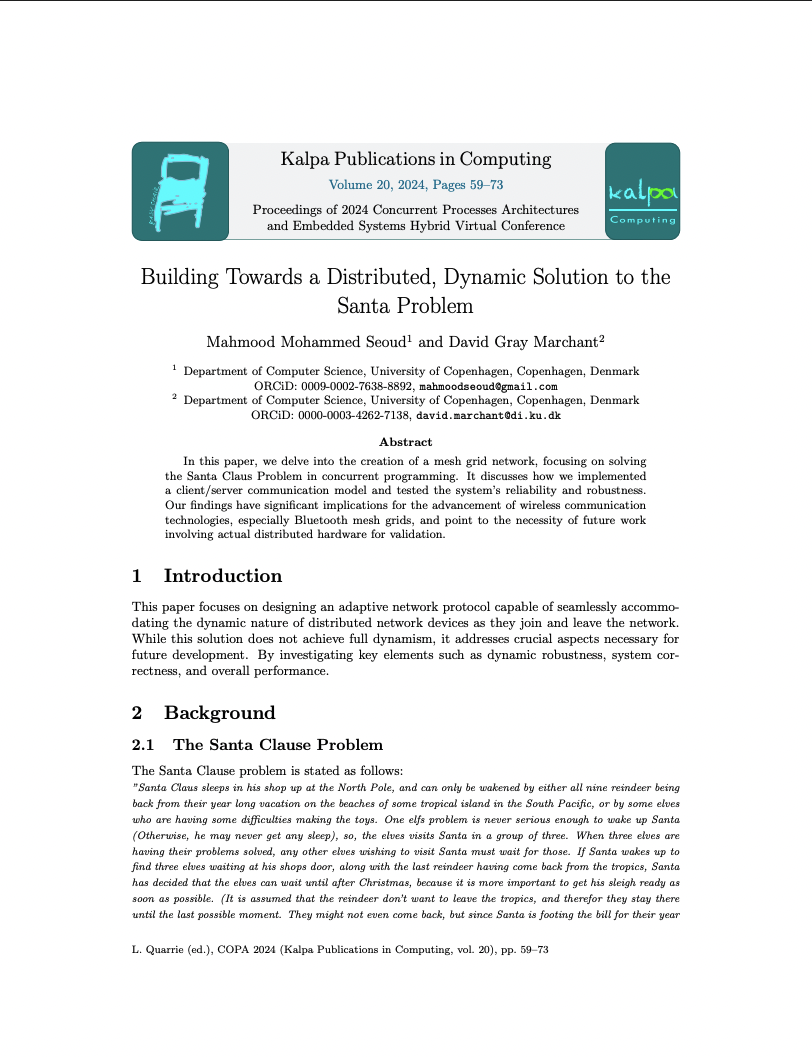 Kalpa Publications in Computing
Volume 20, 2024, Pages 59–73
Proceedings of 2024 Concurrent Processes Architectures
and Embedded Systems Hybrid Virtual Conference
kalpa
Computing
Building Towards a Distributed, Dynamic Solution to the
Santa Problem
Mahmood Mohammed Seoud¹ and David Gray Marchant²
¹ Department of Computer Science, University of Copenhagen, Copenhagen, Denmark
ORCiD: 0009-0002-7638-8892, mahmoodseoud@gmail.com
² Department of Computer Science, University of Copenhagen, Copenhagen, Denmark
ORCiD: 0000-0003-4262-7138, david.marchant@di.ku.dk
Abstract
In this paper, we delve into the creation of a mesh grid network, focusing on solving
the Santa Claus Problem in concurrent programming. It discusses how we implemented
a client/server communication model and tested the system's reliability and robustness.
Our findings have significant implications for the advancement of wireless communication
technologies, especially Bluetooth mesh grids, and point to the necessity of future work
involving actual distributed hardware for validation.
1 Introduction
This paper focuses on designing an adaptive network protocol capable of seamlessly accommo-
dating the dynamic nature of distributed network devices as they join and leave the network.
While this solution does not achieve full dynamism, it addresses crucial aspects necessary for
future development. By investigating key elements such as dynamic robustness, system cor-
rectness, and overall performance.
2 Background
2.1 The Santa Clause Problem
The Santa Clause problem is stated as follows:
"Santa Claus sleeps in his shop up at the North Pole, and can only be wakened by either all nine reindeer being
back from their year long vacation on the beaches of some tropical island in the South Pacific, or by some elves
who are having some difficulties making the toys. One elfs problem is never serious enough to wake up Santa
(Otherwise, he may never get any sleep), so, the elves visits Santa in a group of three. When three elves are
having their problems solved, any other elves wishing to visit Santa must wait for those. If Santa wakes up to
find three elves waiting at his shops door, along with the last reindeer having come back from the tropics, Santa
has decided that the elves can wait until after Christmas, because it is more important to get his sleigh ready as
soon as possible. (It is assumed that the reindeer don't want to leave the tropics, and therefor they stay there
until the last possible moment. They might not even come back, but since Santa is footing the bill for their year
L. Quarrie (ed.), COPA 2024 (Kalpa Publications in Computing, vol. 20), pp. 59–73